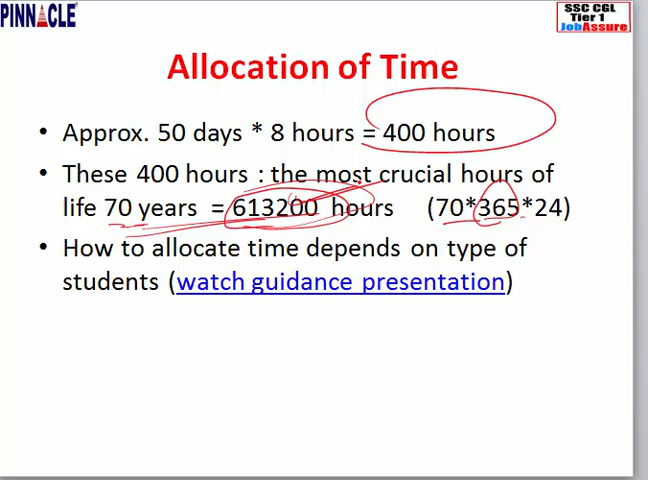 PINNACLE
SSC CGL
Tier 1
JobAssure
Allocation of Time
• Approx. 50 days * 8 hours = 400 hours
• These 400 hours : the most crucial hours of
life 70 years = 613200 hours (70*365*24)
• How to allocate time depends on type of
students (watch guidance presentation)